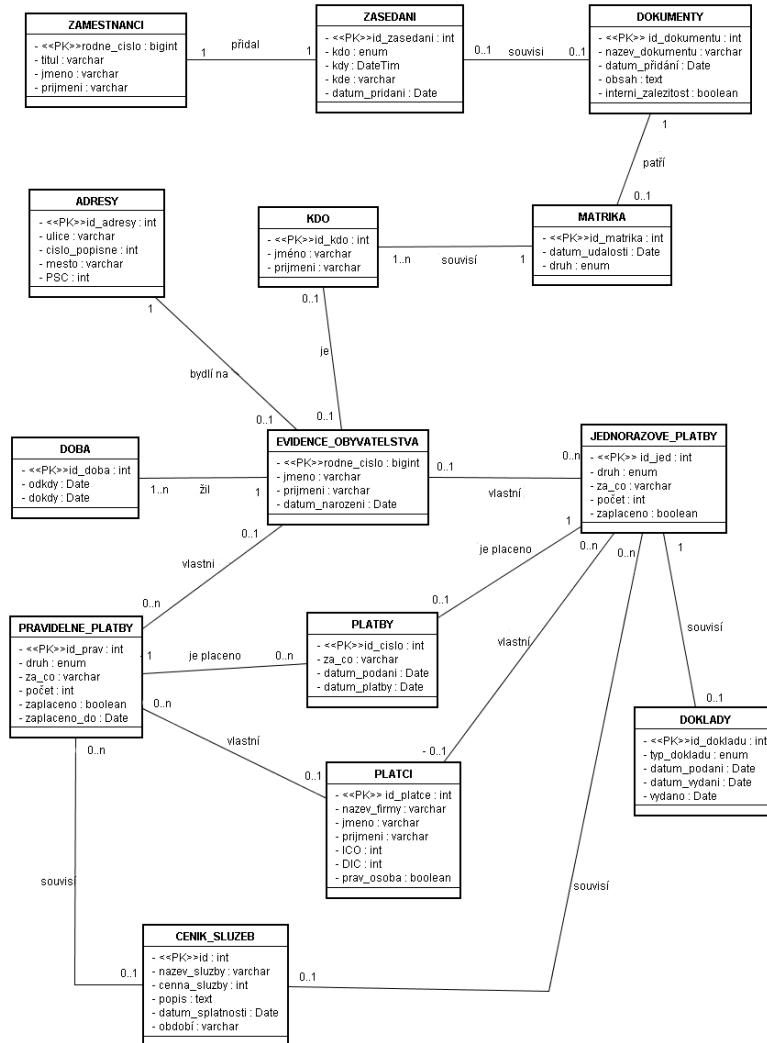 ZAMESTNANCI
- <<PK>>rodne_cislo : bigint
- titul : varchar
- jmeno : varchar
- prijmeni : varchar
1
přidal
1
ZASEDANI
- <<PK>>id_zasedani : int
- kdo : enum
- kdy : DateTim
- kde : varchar
- datum_pridani : Date
0..1
souvisi
0..1
DOKUMENTY
- <<PK>> id_dokumentu : int
- nazev_dokumentu : varchar
- datum_přidání : Date
- obsah : text
- interni_zalezitost : boolean
1
patří
0..1
ADRESY
- <<PK>>id_adresy : int
- ulice : varchar
- cislo_popisne : int
- mesto : varchar
- PSC : int
1
bydlí na
0..1
KDO
- <<PK>>id_kdo : int
- jméno : varchar
- prijmeni : varchar
1..n
souvisí
1
0..1
je
0..1
MATRIKA
- <<PK>>id_matrika : int
- datum_udalosti : Date
- druh : enum
DOBA
- <<PK>>id_doba : int
- odkdy : Date
- dokdy : Date
1..n
žil
1
EVIDENCE_OBYVATELSTVA
- <<PK>>rodne_cislo : bigint
- jmeno : varchar
- prijmeni : varchar
- datum_narozeni : Date
0..1
vlastní
0..n
JEDNORAZOVE_PLATBY
- <<PK>> id_jed : int
- druh : enum
- za_co : varchar
- počet : int
- zaplaceno : boolean
0..1
vlastni
0..n
1
je placeno
0..1
0..n
vlastní
- 0..1
0..n
souvisí
0..1
1
souvisí
0..1
PRAVIDELNE_PLATBY
- <<PK>>id_prav : int
- druh : enum
- za_co : varchar
- počet : int
- zaplaceno : boolean
- zaplaceno_do : Date
1
je placeno
0..n
PLATBY
- <<PK>>id_cislo : int
- za_co : varchar
- datum_podani : Date
- datum_platby : Date
0..n
vlastní
0..1
PLATCI
- <<PK>> id_platce : int
- nazev_firmy : varchar
- jmeno : varchar
- prijmeni : varchar
- ICO : int
- DIC : int
- prav_osoba : boolean
DOKLADY
- <<PK>>id_dokladu : int
- typ_dokladu : enum
- datum_podani : Date
- datum_vydani : Date
- vydano : Date
0..n
souvisí
0..1
CENIK_SLUZEB
- <<PK>>id : int
- nazev_sluzby : varchar
- cenna_sluzby : int
- popis : text
- datum_splatnosti : Date
- období : varchar